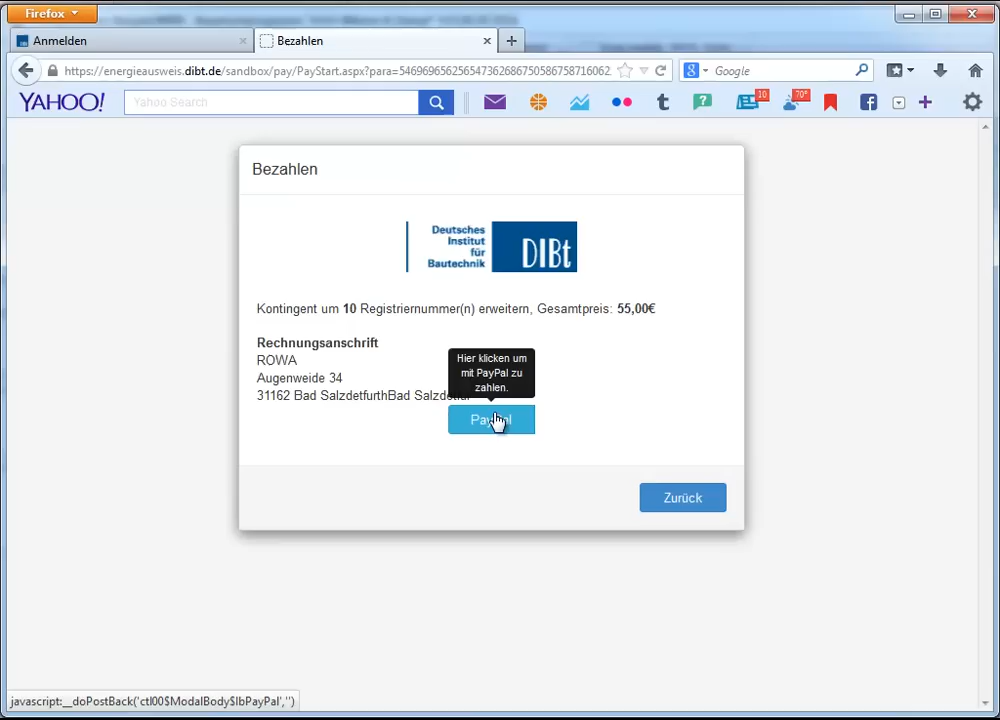 Firefox
Anmelden
Bezahlen
https://energieausweis.dibt.de/sandbox/pay/PayStart.aspx?para=546969656256547362686750586758716062
Google
YAHOO!
Yahoo Search
10
70°
Bezahlen
Deutsches
Institut
für
Bautechnik
DIBt
Kontingent um 10 Registriernummer(n) erweitern, Gesamtpreis: 55,00€
Rechnungsanschrift
ROWA
Augenweide 34
31162 Bad SalzdetfurthBad
Hier klicken um
mit PayPal zu
zahlen.
PayPal
Zurück
javascript:__doPostBack('ctl00$ModalBody$lbPayPal','')